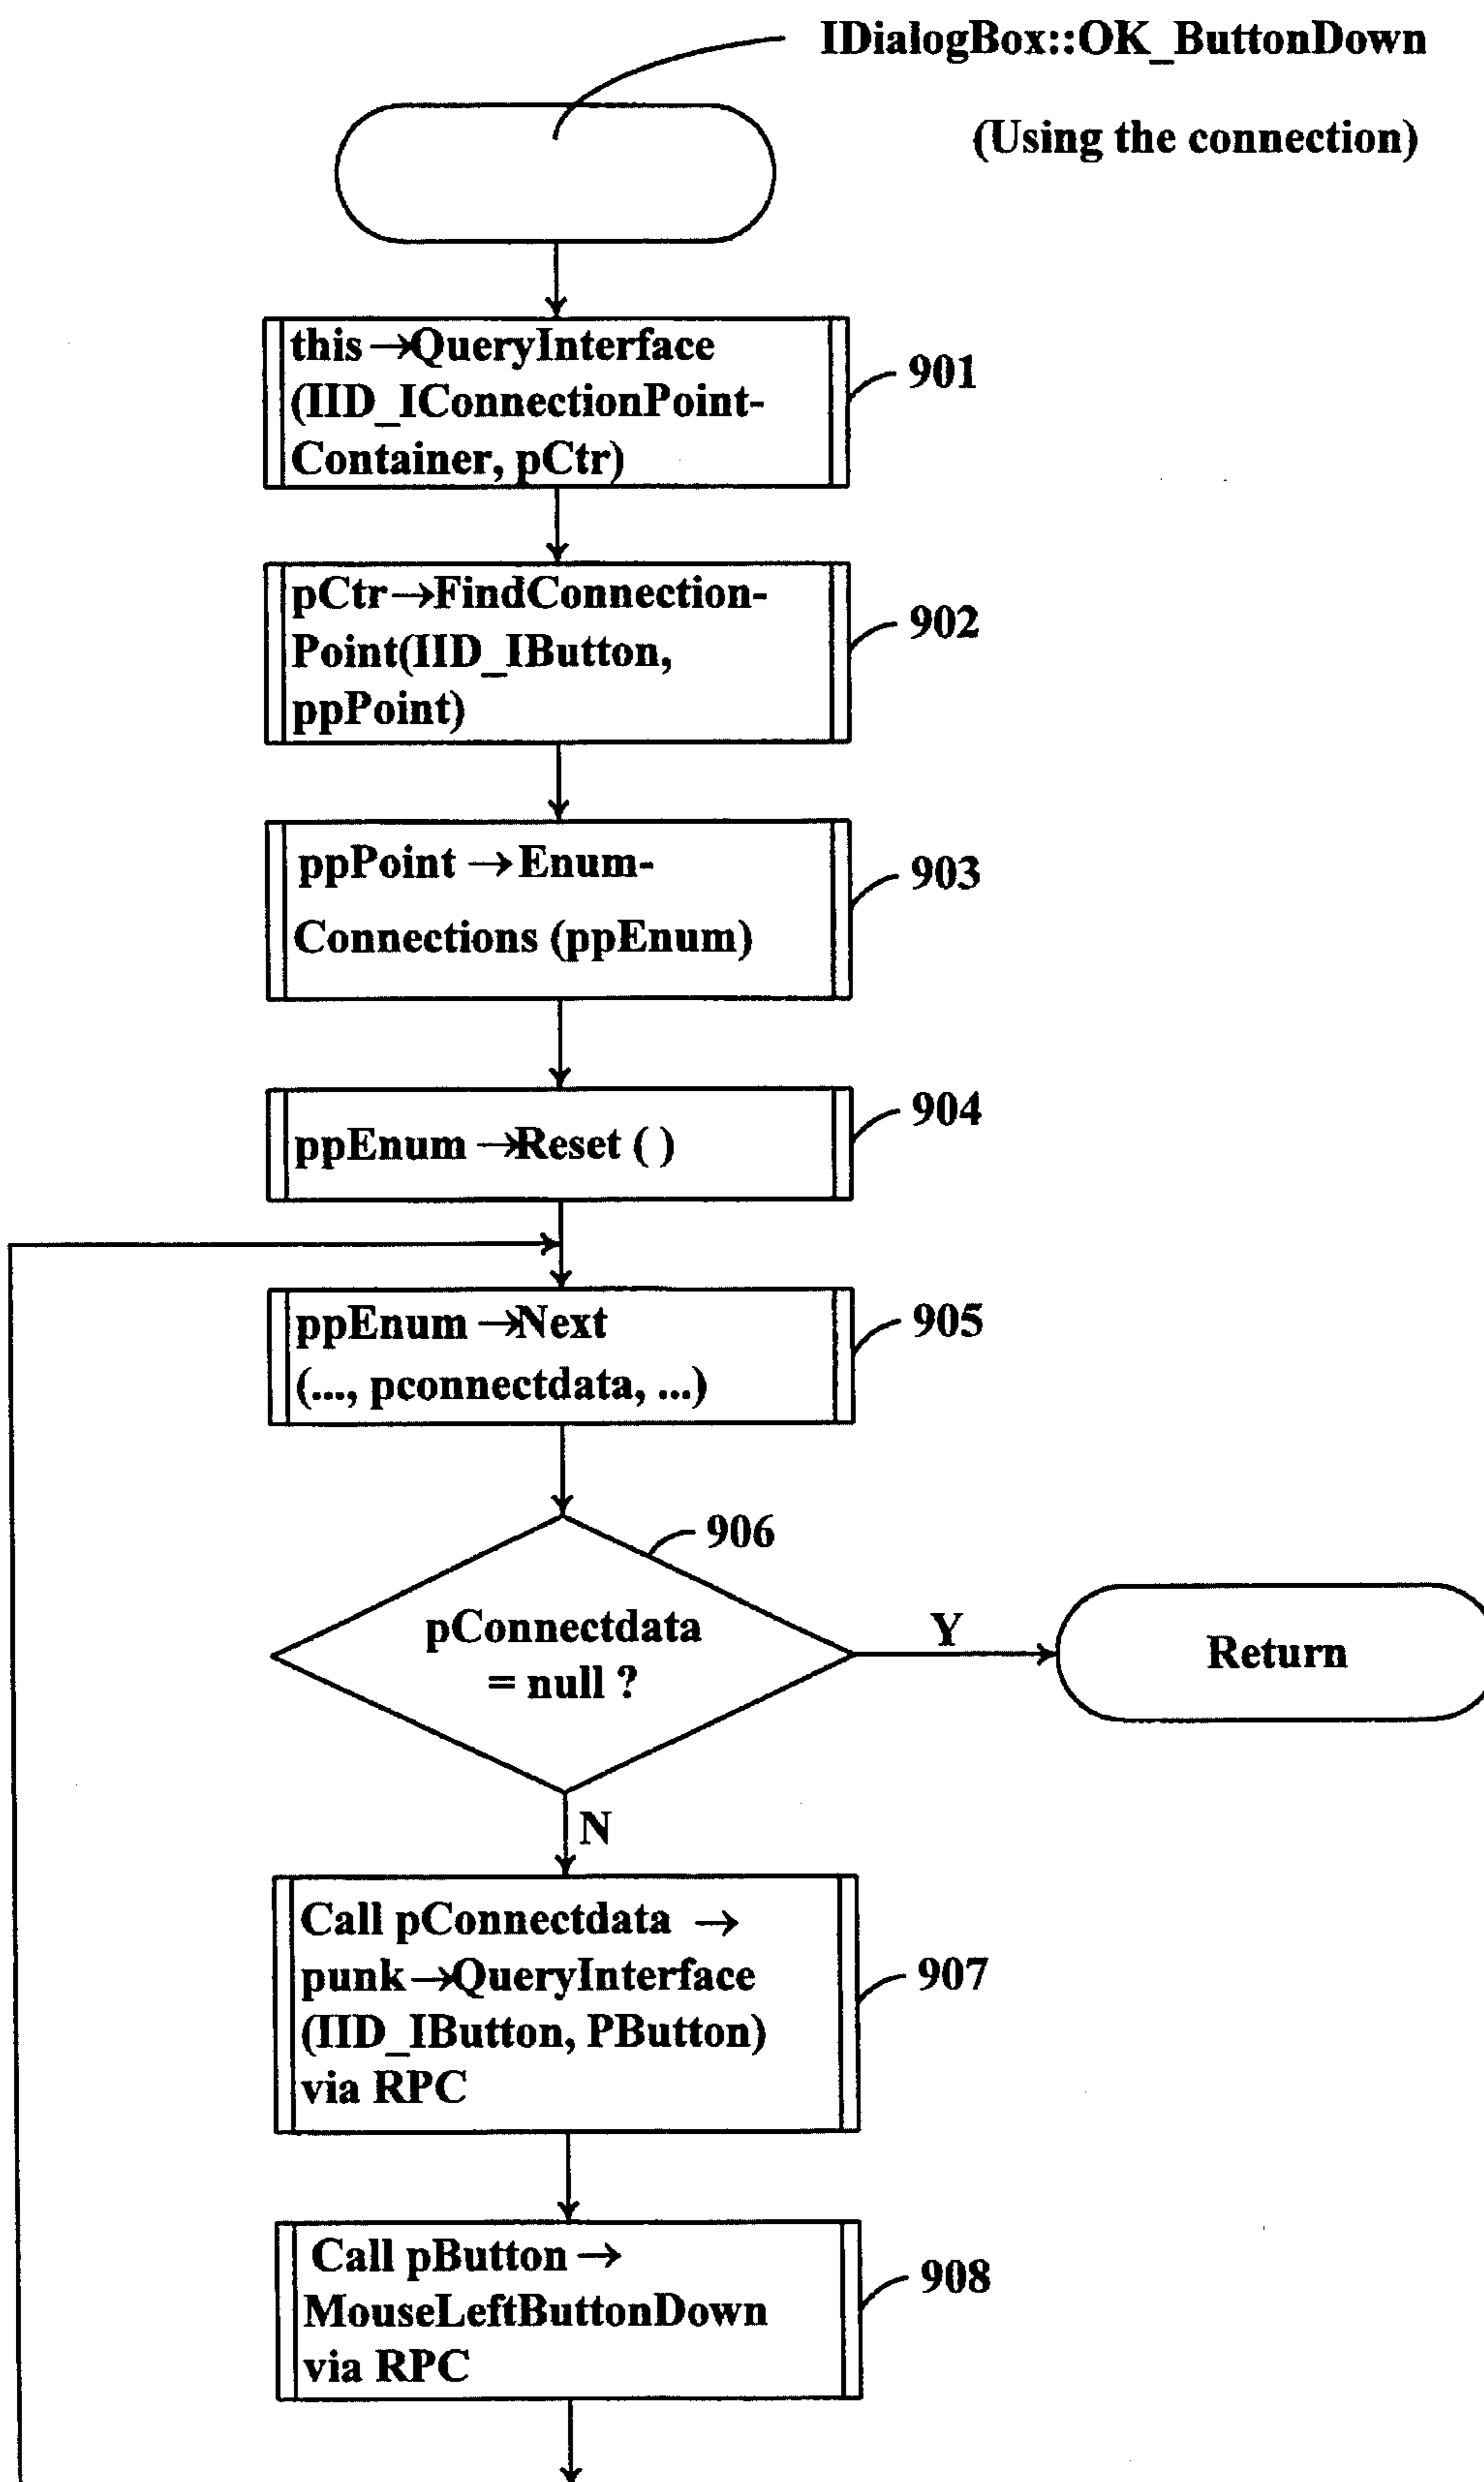 IDialogBox::OK_ButtonDown
(Using the connection)
this→QueryInterface
(IID_IConnectionPoint-
Container, pCtr)
901
pCtr→FindConnection-
Point(IID_IButton,
ppPoint)
902
ppPoint→Enum-
Connections (ppEnum)
903
ppEnum→Reset ( )
904
ppEnum→Next
(..., pconnectdata, ...)
905
906
pConnectdata
= null ?
Y
Return
N
Call pConnectdata →
punk→QueryInterface
(IID_IButton, PButton)
via RPC
907
Call pButton→
MouseLeftButtonDown
via RPC
908